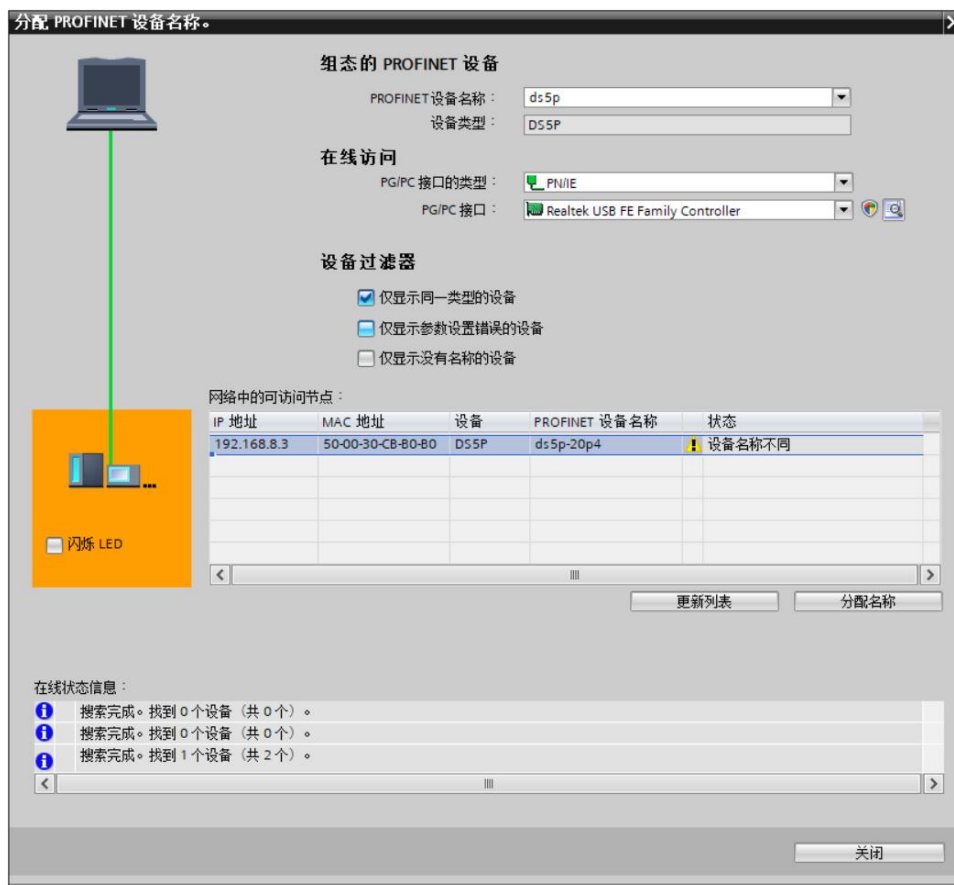 分配 PROFINET 设备名称。
组态的 PROFINET 设备
PROFINET设备名称： ds5p
设备类型： DS5P
在线访问
PG/PC 接口的类型： PN/IE
PG/PC 接口： Realtek USB FE Family Controller
设备过滤器
仅显示同一类型的设备
仅显示参数设置错误的设备
仅显示没有名称的设备
网络中的可访问节点：
IP 地址 MAC 地址 设备 PROFINET 设备名称 状态
192.168.8.3 50-00-30-CB-B0-B0 DS5P ds5p-20p4 设备名称不同
闪烁 LED
更新列表 分配名称
在线状态信息：
搜索完成。找到 0 个设备（共 0 个）。
搜索完成。找到 0 个设备（共 0 个）。
搜索完成。找到 1 个设备（共 2 个）。
关闭